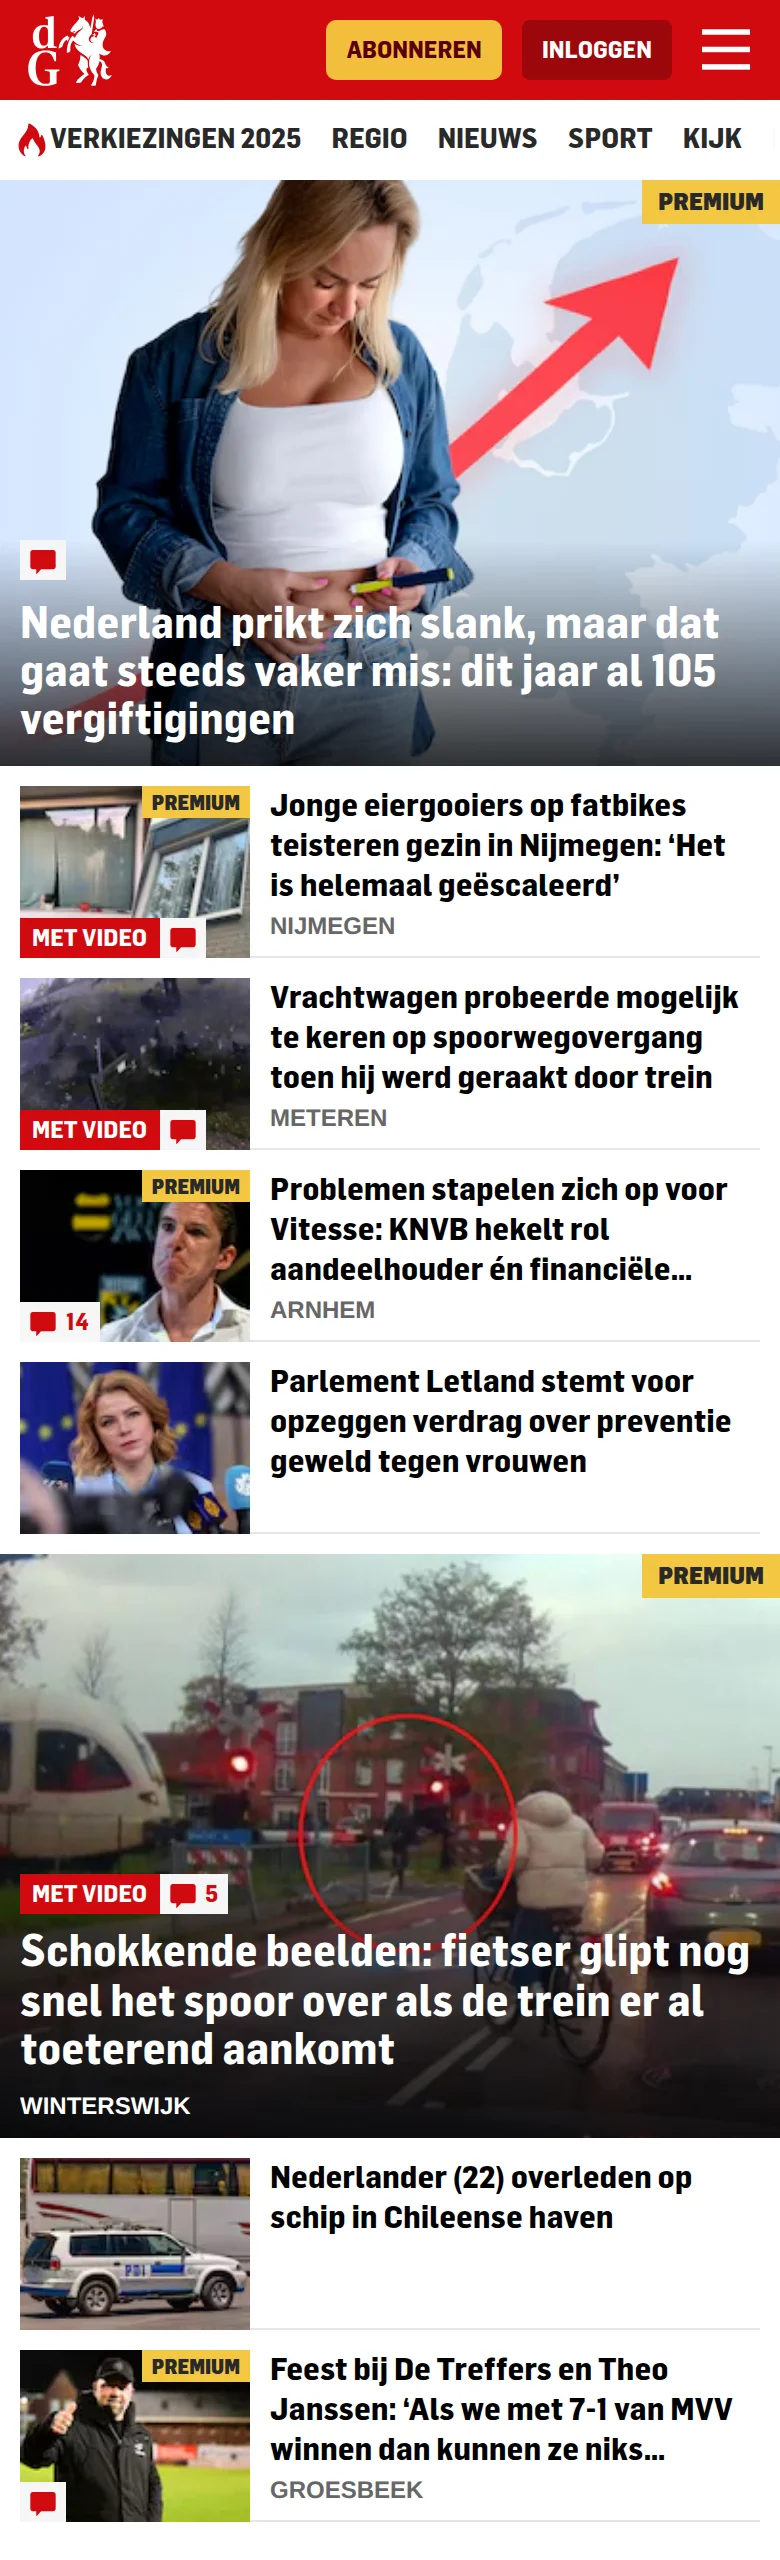 dG
ABONNEREN
INLOGGEN
VERKIEZINGEN 2025
REGIO
NIEUWS
SPORT
KIJK
PREMIUM
Nederland prikt zich slank, maar dat
gaat steeds vaker mis: dit jaar al 105
vergiftigingen
PREMIUM
MET VIDEO
Jonge eiergooiers op fatbikes
teisteren gezin in Nijmegen: ‘Het
is helemaal geëscaleerd’
NIJMEGEN
MET VIDEO
Vrachtwagen probeerde mogelijk
te keren op spoorwegovergang
toen hij werd geraakt door trein
METEREN
PREMIUM
14
Problemen stapelen zich op voor
Vitesse: KNVB hekelt rol
aandeelhouder én financiële...
ARNHEM
Parlement Letland stemt voor
opzeggen verdrag over preventie
geweld tegen vrouwen
PREMIUM
MET VIDEO
5
Schokkende beelden: fietser glipt nog
snel het spoor over als de trein er al
toeterend aankomt
WINTERSWIJK
PDI
Nederlander (22) overleden op
schip in Chileense haven
PREMIUM
Feest bij De Treffers en Theo
Janssen: ‘Als we met 7-1 van MVV
winnen dan kunnen ze niks...
GROESBEEK